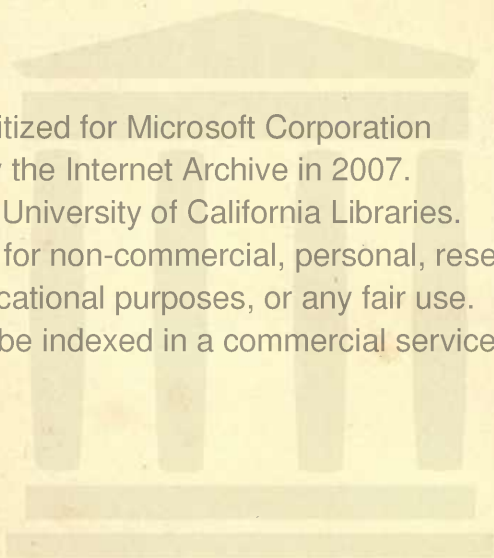 itized for Microsoft Corporation
the Internet Archive in 2007.
University of California Libraries.
for non-commercial, personal, rese
cational purposes, or any fair use.
be indexed in a commercial service